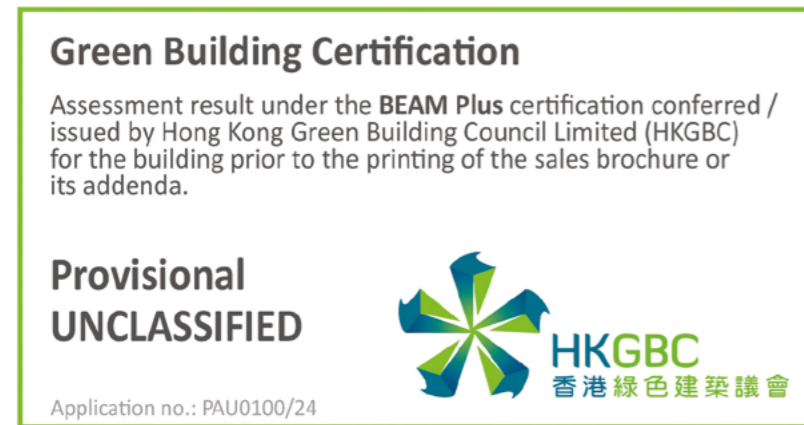 Green Building Certification
Assessment result under the BEAM Plus certification conferred /
issued by Hong Kong Green Building Council Limited (HKGBC)
for the building prior to the printing of the sales brochure or
its addenda.
Provisional
UNCLASSIFIED
HKGBC
香港綠色建築議會
Application no.: PAU0100/24